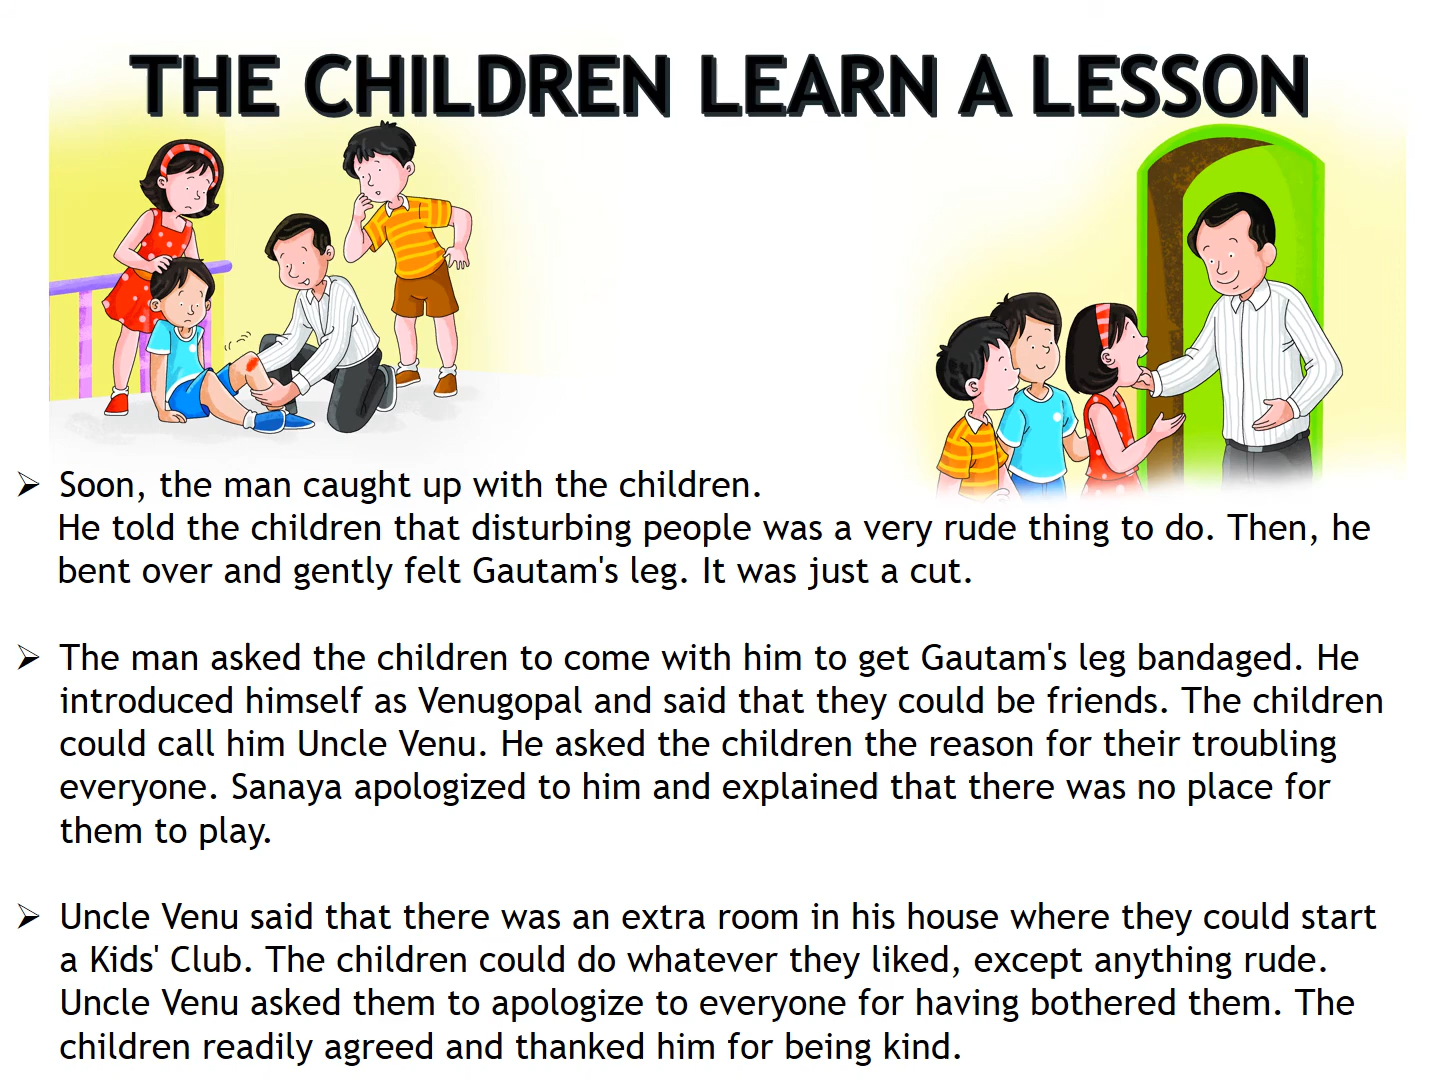 THE CHILDREN LEARN A LESSON
➢ Soon, the man caught up with the children.
He told the children that disturbing people was a very rude thing to do. Then, he
bent over and gently felt Gautam's leg. It was just a cut.
➢ The man asked the children to come with him to get Gautam's leg bandaged. He
introduced himself as Venugopal and said that they could be friends. The children
could call him Uncle Venu. He asked the children the reason for their troubling
everyone. Sanaya apologized to him and explained that there was no place for
them to play.
➢ Uncle Venu said that there was an extra room in his house where they could start
a Kids' Club. The children could do whatever they liked, except anything rude.
Uncle Venu asked them to apologize to everyone for having bothered them. The
children readily agreed and thanked him for being kind.